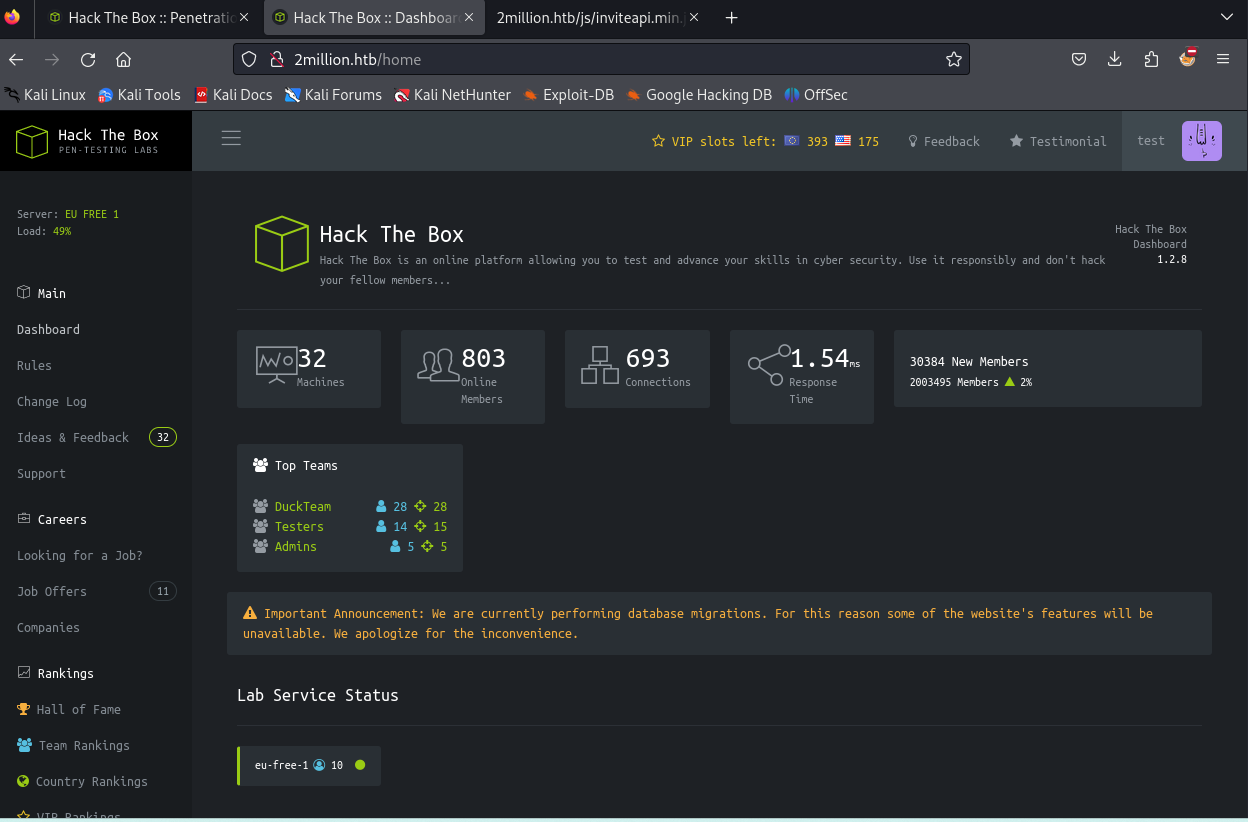 Hack The Box :: Penetratio
Hack The Box :: Dashboar
2million.htb/js/inviteapi.min.j
2million.htb/home
Kali Linux
Kali Tools
Kali Docs
Kali Forums
Kali NetHunter
Exploit-DB
Google Hacking DB
OffSec
Hack The Box
PEN-TESTING LABS
VIP slots left: 393 175
Feedback
Testimonial
test
Server: EU FREE 1
Load: 49%
Main
Dashboard
Rules
Change Log
Ideas & Feedback 32
Support
Careers
Looking for a Job?
Job Offers 11
Companies
Rankings
Hall of Fame
Team Rankings
Country Rankings
VIP Rankings
Hack The Box
Hack The Box is an online platform allowing you to test and advance your skills in cyber security. Use it responsibly and don't hack
your fellow members...
Hack The Box
Dashboard
1.2.8
32
Machines
803
Online
Members
693
Connections
1.54ms
Response
Time
30384 New Members
2003495 Members 2%
Top Teams
DuckTeam 28 28
Testers 14 15
Admins 5 5
Important Announcement: We are currently performing database migrations. For this reason some of the website's features will be
unavailable. We apologize for the inconvenience.
Lab Service Status
eu-free-1 10